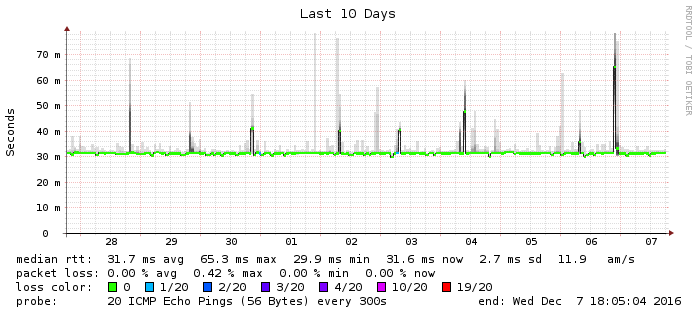 Last 10 Days
RRDTOOL / TOBI OETIKER
Seconds
70 m
60 m
50 m
40 m
30 m
20 m
10 m
0
28 29 30 01 02 03 04 05 06 07
median rtt: 31.7 ms avg 65.3 ms max 29.9 ms min 31.6 ms now 2.7 ms sd 11.9 am/s
packet loss: 0.00 % avg 0.42 % max 0.00 % min 0.00 % now
loss color: 0 1/20 2/20 3/20 4/20 10/20 19/20
probe: 20 ICMP Echo Pings (56 Bytes) every 300s end: Wed Dec 7 18:05:04 2016